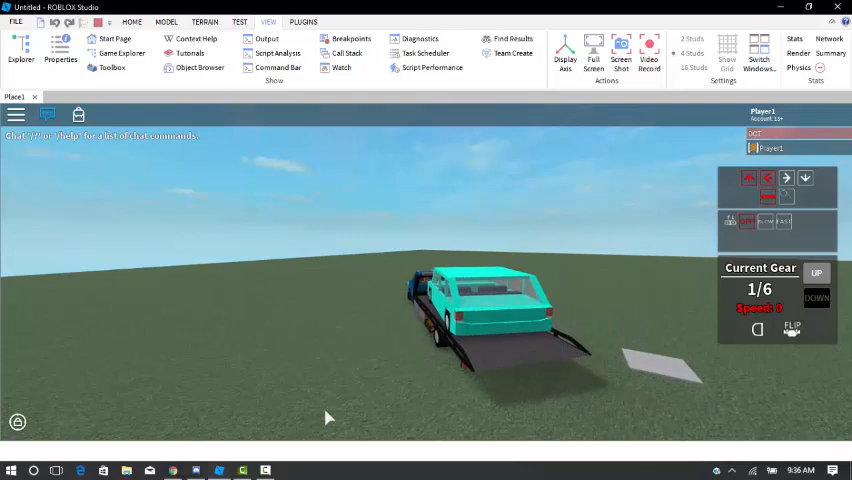 Untitled - ROBLOX Studio
FILE HOME MODEL TERRAIN TEST VIEW PLUGINS
Explorer
Properties
Start Page
Game Explorer
Toolbox
Context Help
Tutorials
Object Browser
Output
Script Analysis
Command Bar
Breakpoints
Call Stack
Watch
Diagnostics
Task Scheduler
Script Performance
Find Results
Team Create
Show
Display Axis
Full Screen
Screen Shot
Video Record
Actions
2 Studs
4 Studs
16 Studs
Show Grid
Switch Windows...
Settings
Stats
Render
Physics
Network
Summary
Stats
Place1
Player1
Account: 13+
Chat '/?' or '/help' for a list of chat commands.
DOT
Player1
OFF SLOW FAST
Current Gear
UP
1/6
DOWN
Speed: 0
FLIP
9:36 AM